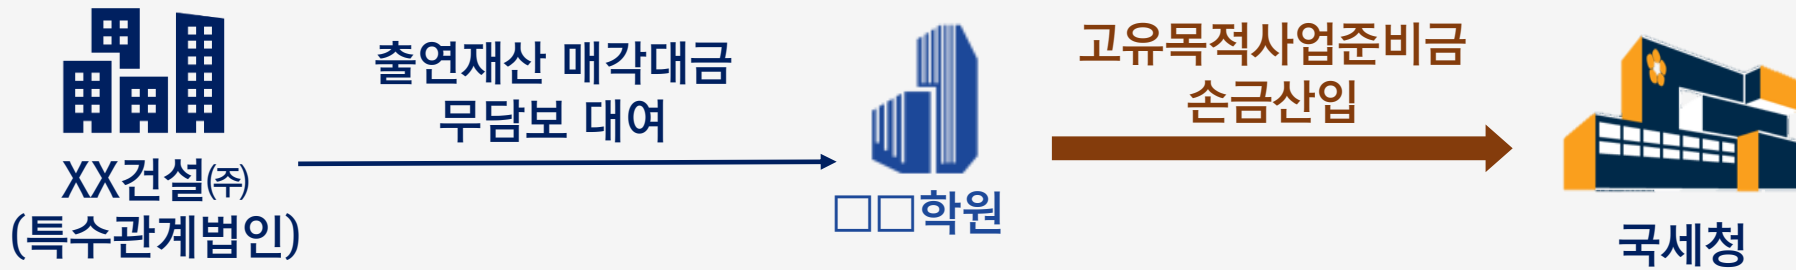 출연재산 매각대금
무담보 대여
XX건설㈜
(특수관계법인)
□□학원
고유목적사업준비금
손금산입
국세청